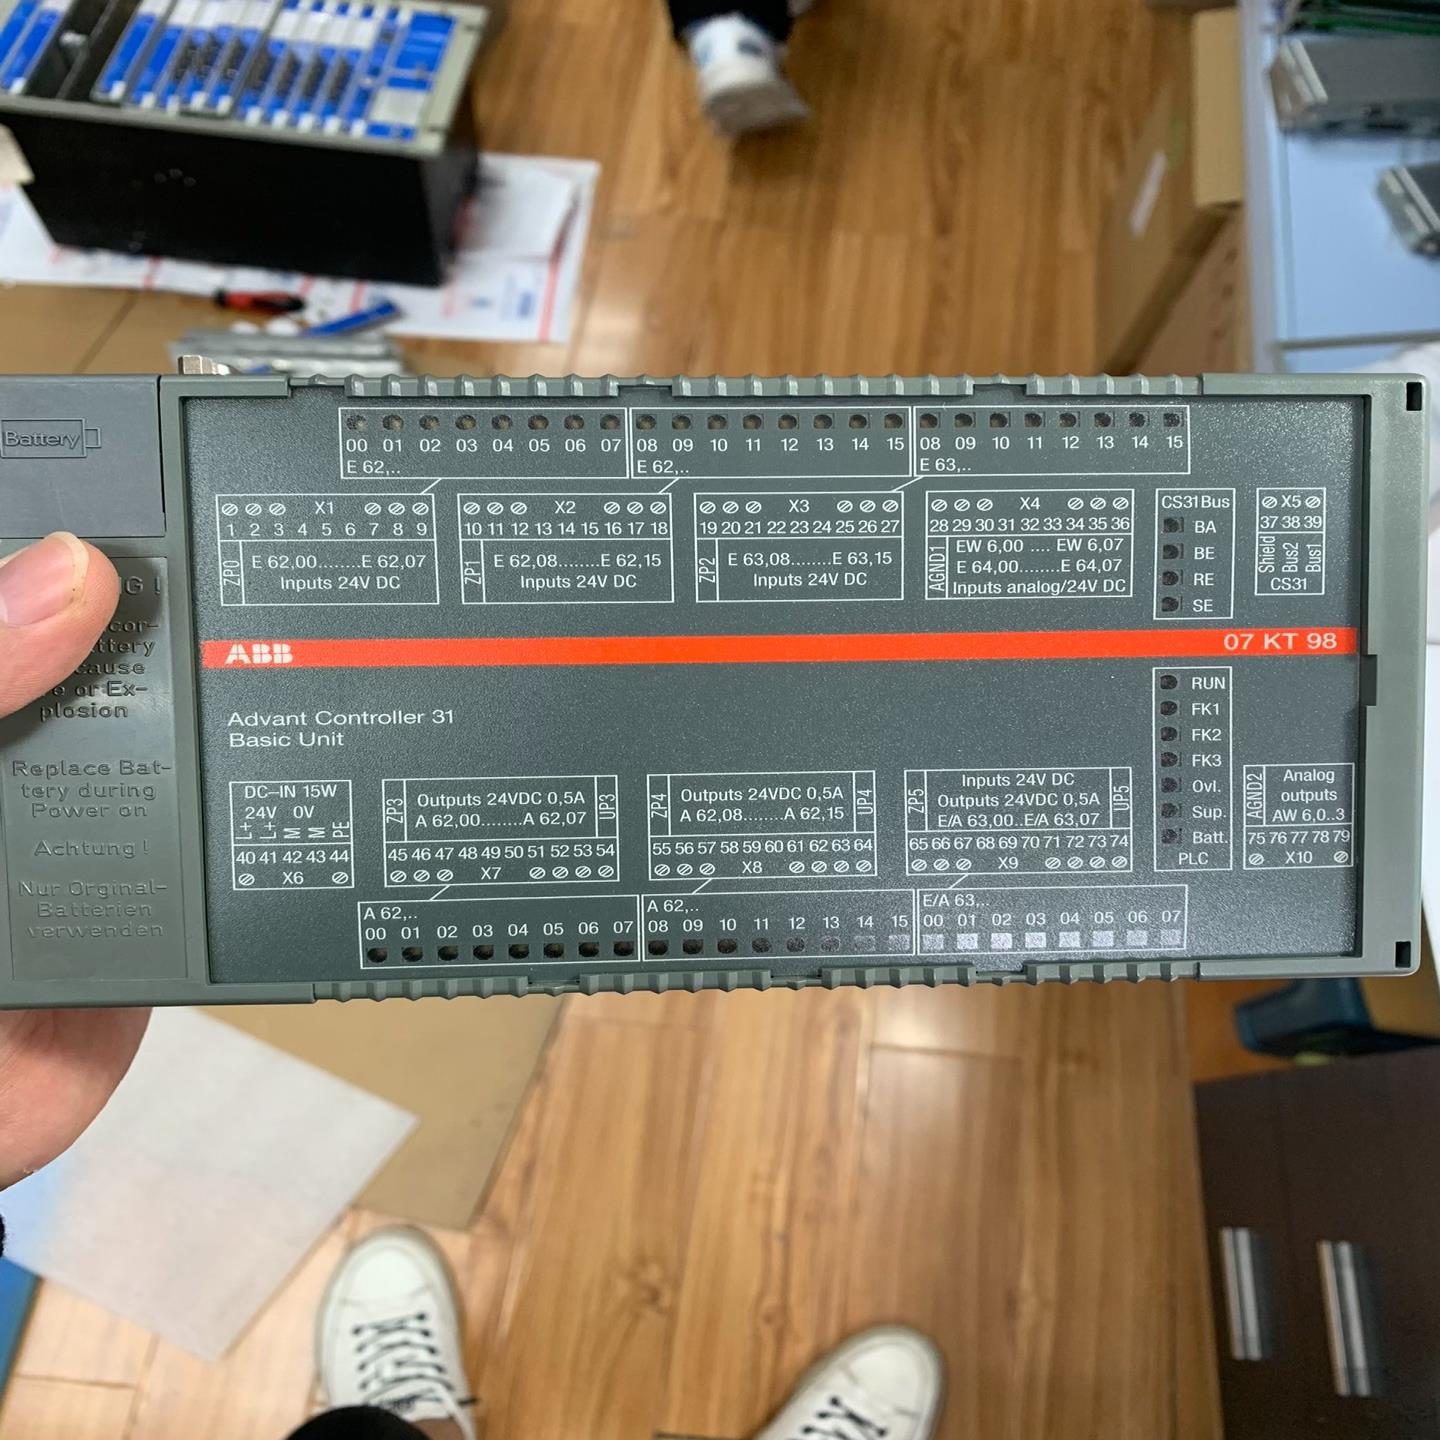 Battery
00 01 02 03 04 05 06 07
E 62,..
08 09 10 11 12 13 14 15
E 62,..
08 09 10 11 12 13 14 15
E 63,..
X1
1 2 3 4 5 6 7 8 9
ZP0
E 62,00........E 62,07
Inputs 24V DC
X2
10 11 12 13 14 15 16 17 18
ZP1
E 62,08........E 62,15
Inputs 24V DC
X3
19 20 21 22 23 24 25 26 27
ZP2
E 63,08........E 63,15
Inputs 24V DC
X4
28 29 30 31 32 33 34 35 36
AGND1
EW 6,00 .... EW 6,07
E 64,00........E 64,07
Inputs analog/24V DC
CS31Bus
BA
BE
RE
SE
X5
37 38 39
Shield
Bus2
Bus1
CS31
ABB
07 KT 98
Advant Controller 31
Basic Unit
G !
cor-
ttery
cause
re or Ex-
plosion
Replace Bat-
tery during
Power on
Achtung !
Nur Orginal-
Batterien
verwenden
DC-IN 15W
24V 0V
L+ L+ M M PE
40 41 42 43 44
X6
ZP3
Outputs 24VDC 0,5A
A 62,00........A 62,07
UP3
45 46 47 48 49 50 51 52 53 54
X7
ZP4
Outputs 24VDC 0,5A
A 62,08........A 62,15
UP4
55 56 57 58 59 60 61 62 63 64
X8
ZP5
Inputs 24V DC
Outputs 24VDC 0,5A
E/A 63,00..E/A 63,07
UP5
65 66 67 68 69 70 71 72 73 74
X9
RUN
FK1
FK2
FK3
Ovl.
Sup.
Batt.
PLC
AGND2
Analog
outputs
AW 6,0..3
75 76 77 78 79
X10
A 62,..
00 01 02 03 04 05 06 07
A 62,..
08 09 10 11 12 13 14 15
E/A 63,..
00 01 02 03 04 05 06 07